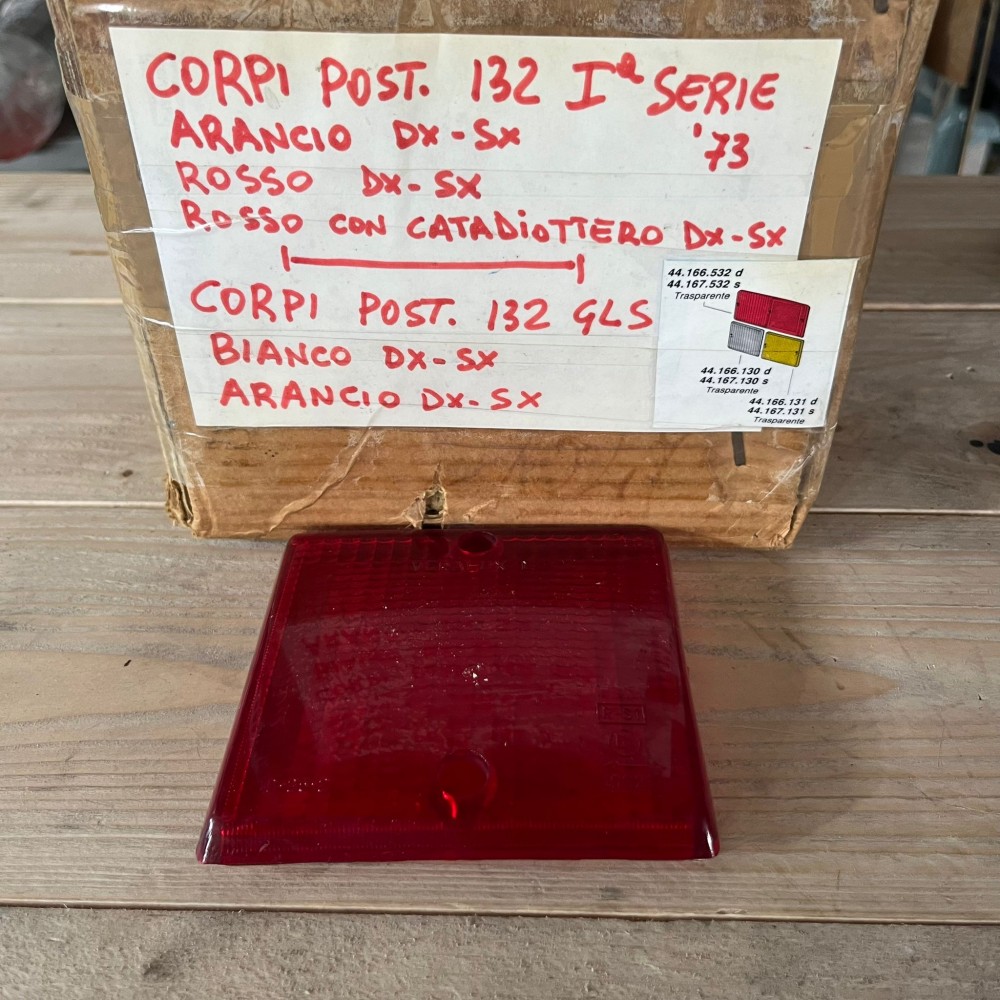 CORPI POST. 132 Iª SERIE
'73
ARANCIO DX-SX
ROSSO DX-SX
ROSSO CON CATADIOTTERO DX-SX
CORPI POST. 132 GLS
BIANCO DX-SX
ARANCIO DX-SX
44.166.532 d
44.167.532 s
Trasparente
44.166.130 d
44.167.130 s
Trasparente
44.166.131 d
44.167.131 s
Trasparente